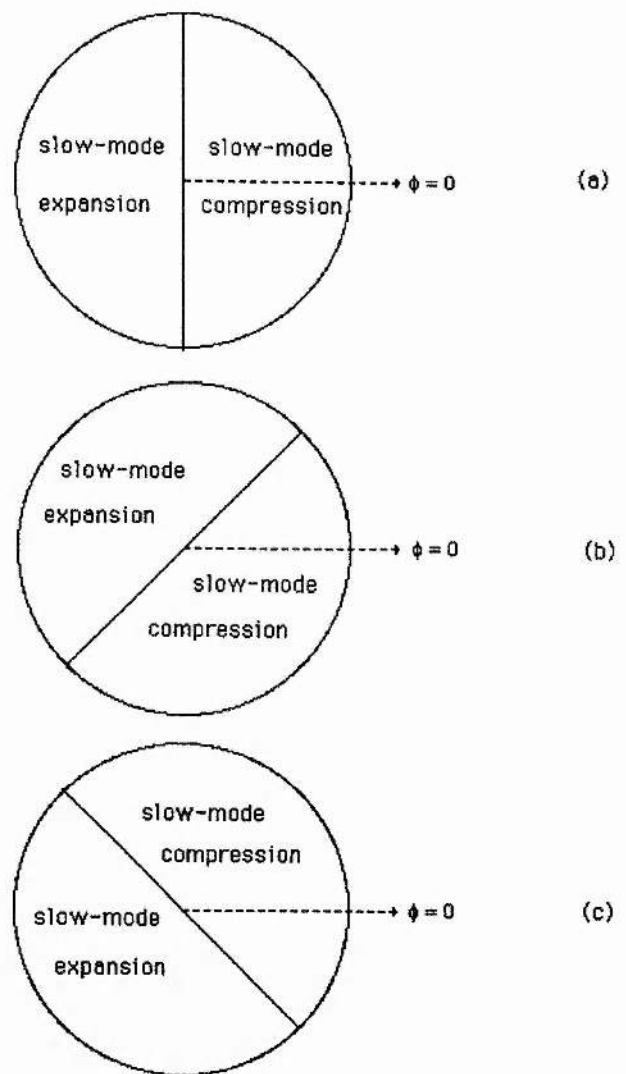 slow-mode expansion
slow-mode compression
ϕ = 0
(a)
slow-mode
expansion
ϕ = 0
(b)
slow-mode
compression
slow-mode
compression
ϕ = 0
(c)
slow-mode
expansion